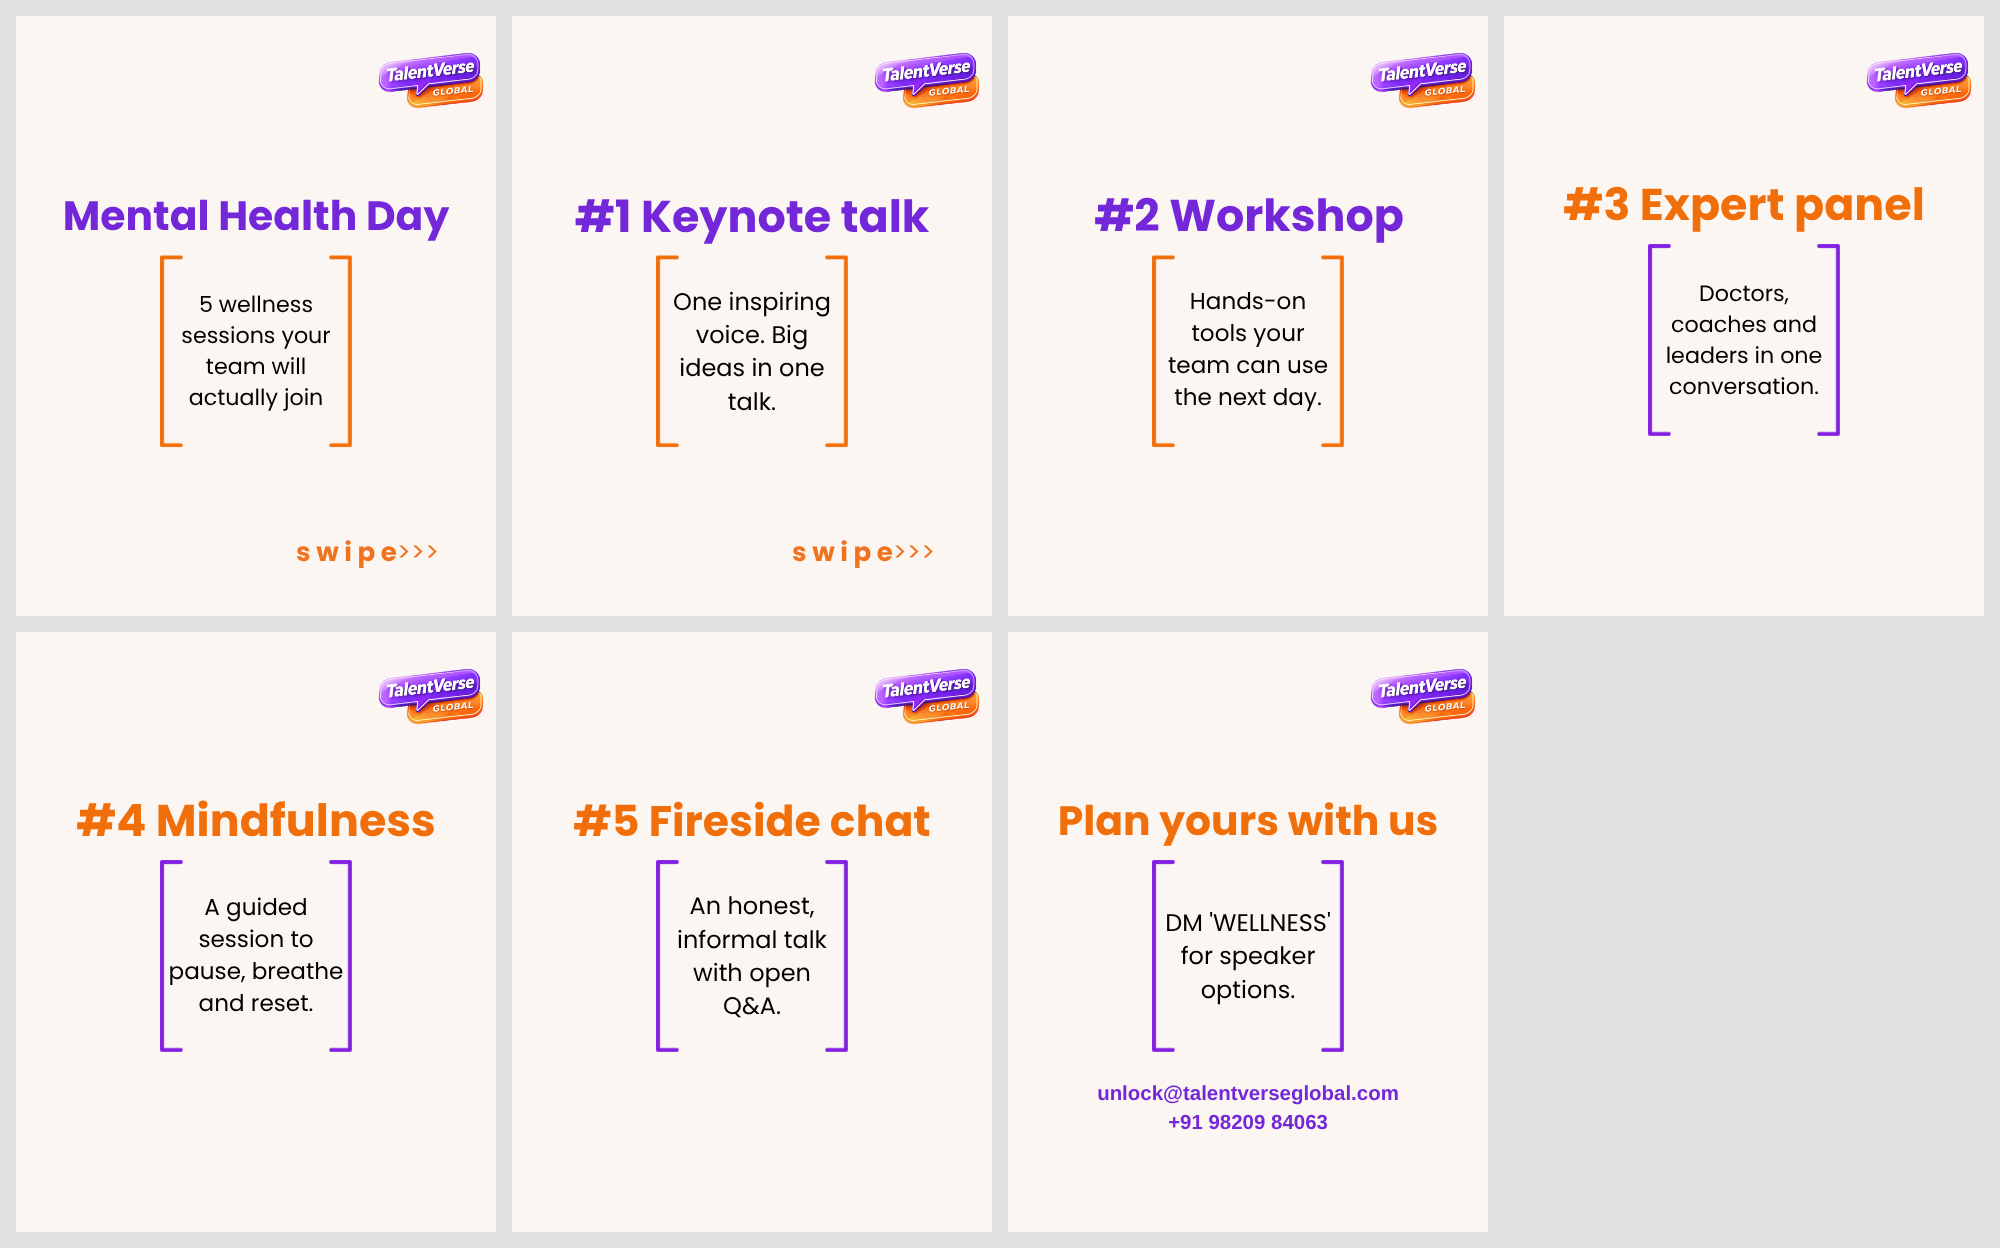 TalentVerse
GLOBAL
Mental Health Day
5 wellness
sessions your
team will
actually join
swipe>>>
TalentVerse
GLOBAL
#1 Keynote talk
One inspiring
voice. Big
ideas in one
talk.
swipe>>>
TalentVerse
GLOBAL
#2 Workshop
Hands-on
tools your
team can use
the next day.
TalentVerse
GLOBAL
#3 Expert panel
Doctors,
coaches and
leaders in one
conversation.
TalentVerse
GLOBAL
#4 Mindfulness
A guided
session to
pause, breathe
and reset.
TalentVerse
GLOBAL
#5 Fireside chat
An honest,
informal talk
with open
Q&A.
TalentVerse
GLOBAL
Plan yours with us
DM 'WELLNESS'
for speaker
options.
unlock@talentverseglobal.com
+91 98209 84063